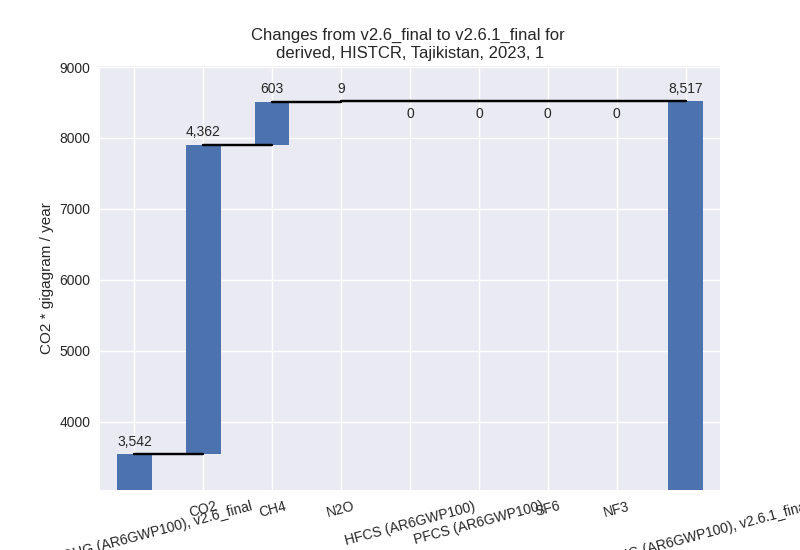 Changes from v2.6_final to v2.6.1_final for
derived, HISTCR, Tajikistan, 2023, 1
CO2 * gigagram / year
9000
8000
7000
6000
5000
4000
3,542
4,362
603
9
0
0
0
0
8,517
(AR6GWP100), v2.6_final
CO2
CH4
N2O
HFCS (AR6GWP100)
PFCS (AR6GWP100)
SF6
NF3
(AR6GWP100), v2.6.1_fina